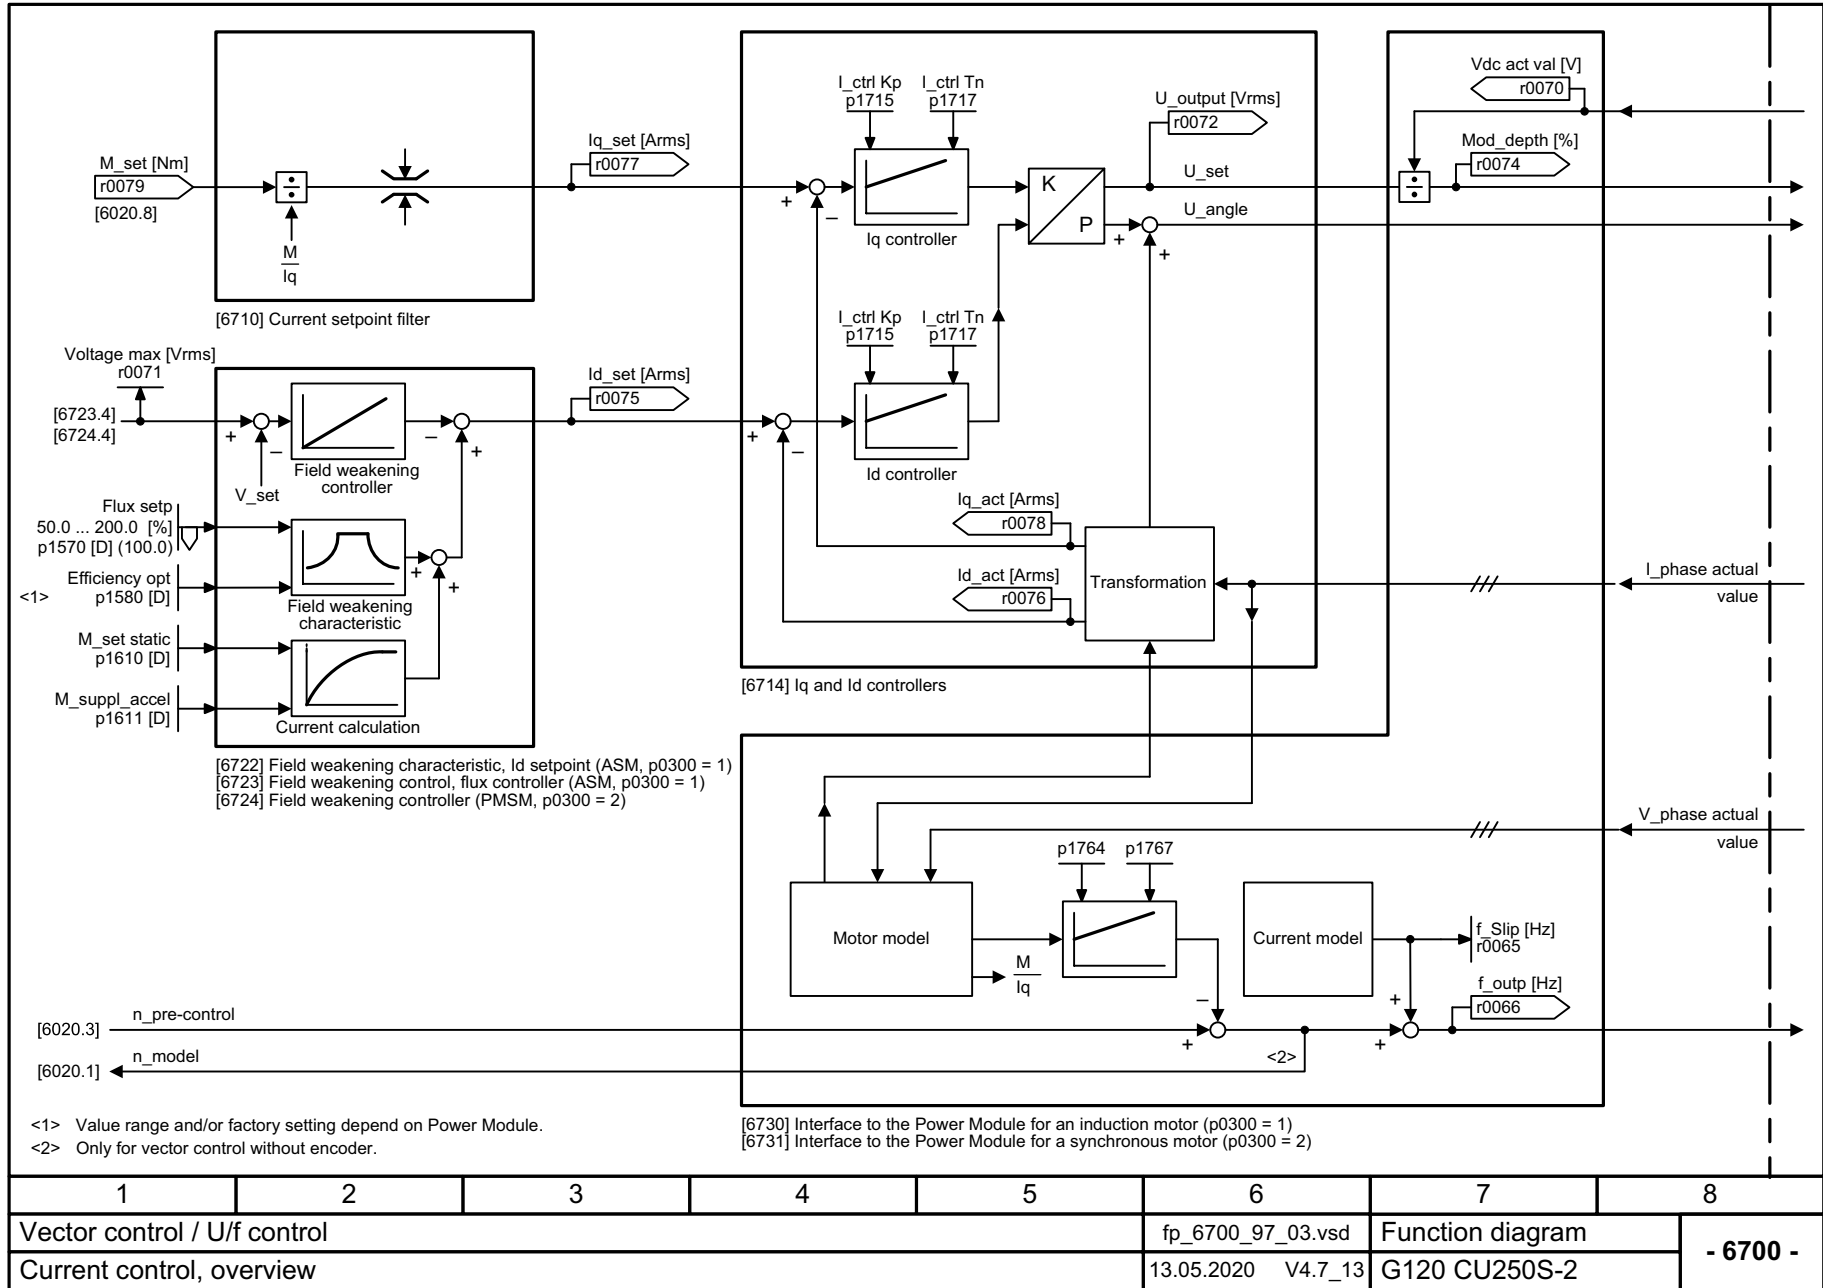 M_set [Nm]
r0079
[6020.8]
÷
M
Iq
[6710] Current setpoint filter
Iq_set [Arms]
r0077
+
–
I_ctrl Kp
p1715
I_ctrl Tn
p1717
Iq controller
K
P
U_output [Vrms]
r0072
U_set
U_angle
+
+
Vdc act val [V]
r0070
÷
Mod_depth [%]
r0074
Voltage max [Vrms]
r0071
[6723.4]
[6724.4]
+
–
V_set
Field weakening
controller
–
+
Id_set [Arms]
r0075
+
–
I_ctrl Kp
p1715
I_ctrl Tn
p1717
Id controller
Flux setp
50.0 ... 200.0 [%]
p1570 [D] (100.0)
Efficiency opt
<1> p1580 [D]
Field weakening
characteristic
+
+
M_set static
p1610 [D]
M_suppl_accel
p1611 [D]
Current calculation
Iq_act [Arms]
r0078
Id_act [Arms]
r0076
Transformation
I_phase actual
value
[6714] Iq and Id controllers
[6722] Field weakening characteristic, Id setpoint (ASM, p0300 = 1)
[6723] Field weakening control, flux controller (ASM, p0300 = 1)
[6724] Field weakening controller (PMSM, p0300 = 2)
V_phase actual
value
p1764
p1767
Motor model
M
Iq
Current model
f_Slip [Hz]
r0065
f_outp [Hz]
r0066
[6020.3]
n_pre-control
+
–
+
+
<2>
[6020.1]
n_model
<1> Value range and/or factory setting depend on Power Module.
<2> Only for vector control without encoder.
[6730] Interface to the Power Module for an induction motor (p0300 = 1)
[6731] Interface to the Power Module for a synchronous motor (p0300 = 2)
1 2 3 4 5 6 7 8
Vector control / U/f control
fp_6700_97_03.vsd
Function diagram
- 6700 -
Current control, overview
13.05.2020 V4.7_13
G120 CU250S-2